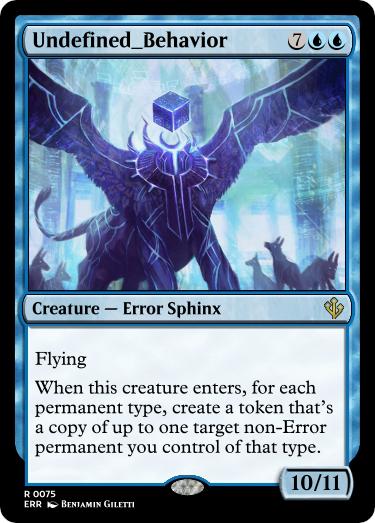 Undefined_Behavior 7
Creature — Error Sphinx
Flying
When this creature enters, for each
permanent type, create a token that's
a copy of up to one target non-Error
permanent you control of that type.
10/11
R 0075
ERR Benjamin Giletti